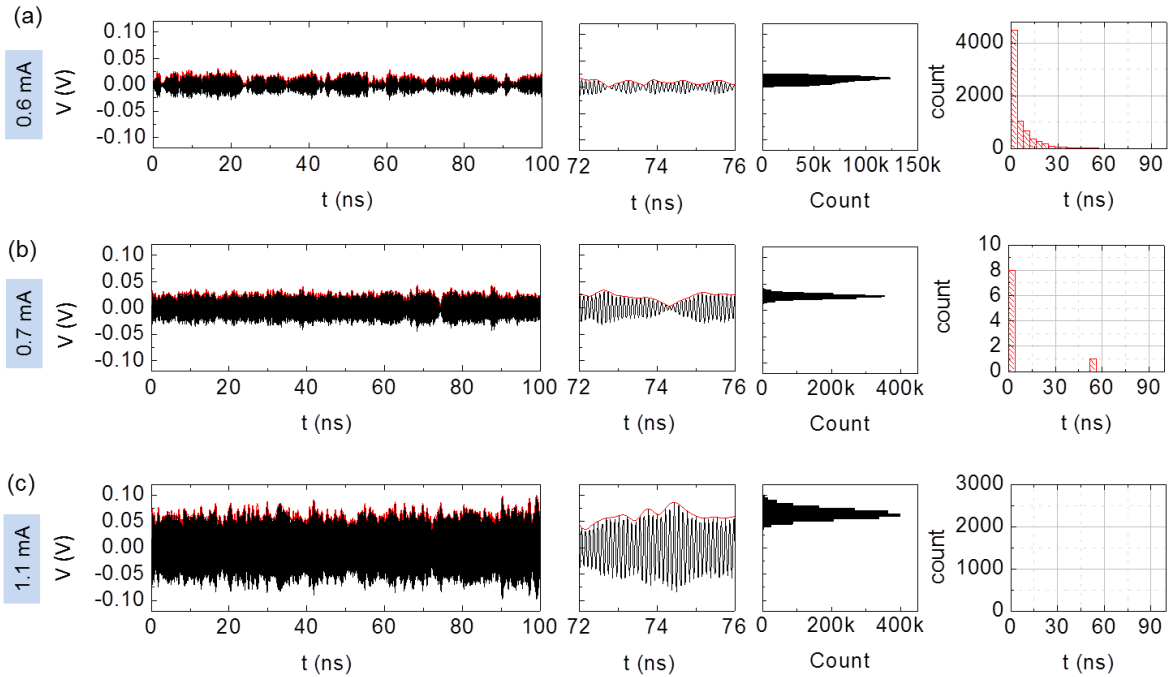 (a)
0.6 mA
V (V)
0.10
0.05
0.00
-0.05
-0.10
0 20 40 60 80 100
t (ns)
72 74 76
t (ns)
50k 100k 150k
Count
count
4000
2000
0
0 30 60 90
t (ns)
(b)
0.7 mA
V (V)
0.10
0.05
0.00
-0.05
-0.10
0 20 40 60 80 100
t (ns)
72 74 76
t (ns)
0 200k 400k
Count
count
10
8
6
4
2
0
0 30 60 90
t (ns)
(c)
1.1 mA
V (V)
0.10
0.05
0.00
-0.05
-0.10
0 20 40 60 80 100
t (ns)
72 74 76
t (ns)
0 200k 400k
Count
count
3000
2000
1000
0
0 30 60 90
t (ns)